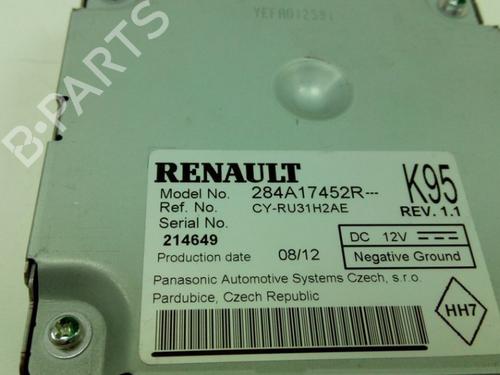 YEFA012591
B-PARTS
RENAULT
K95
Model No. 284A17452R---
Ref. No. CY-RU31H2AE
REV. 1.1
Serial No.
214649
DC 12V
Negative Ground
Production date 08/12
Panasonic Automotive Systems Czech, s.r.o.
Pardubice, Czech Republic
HH7